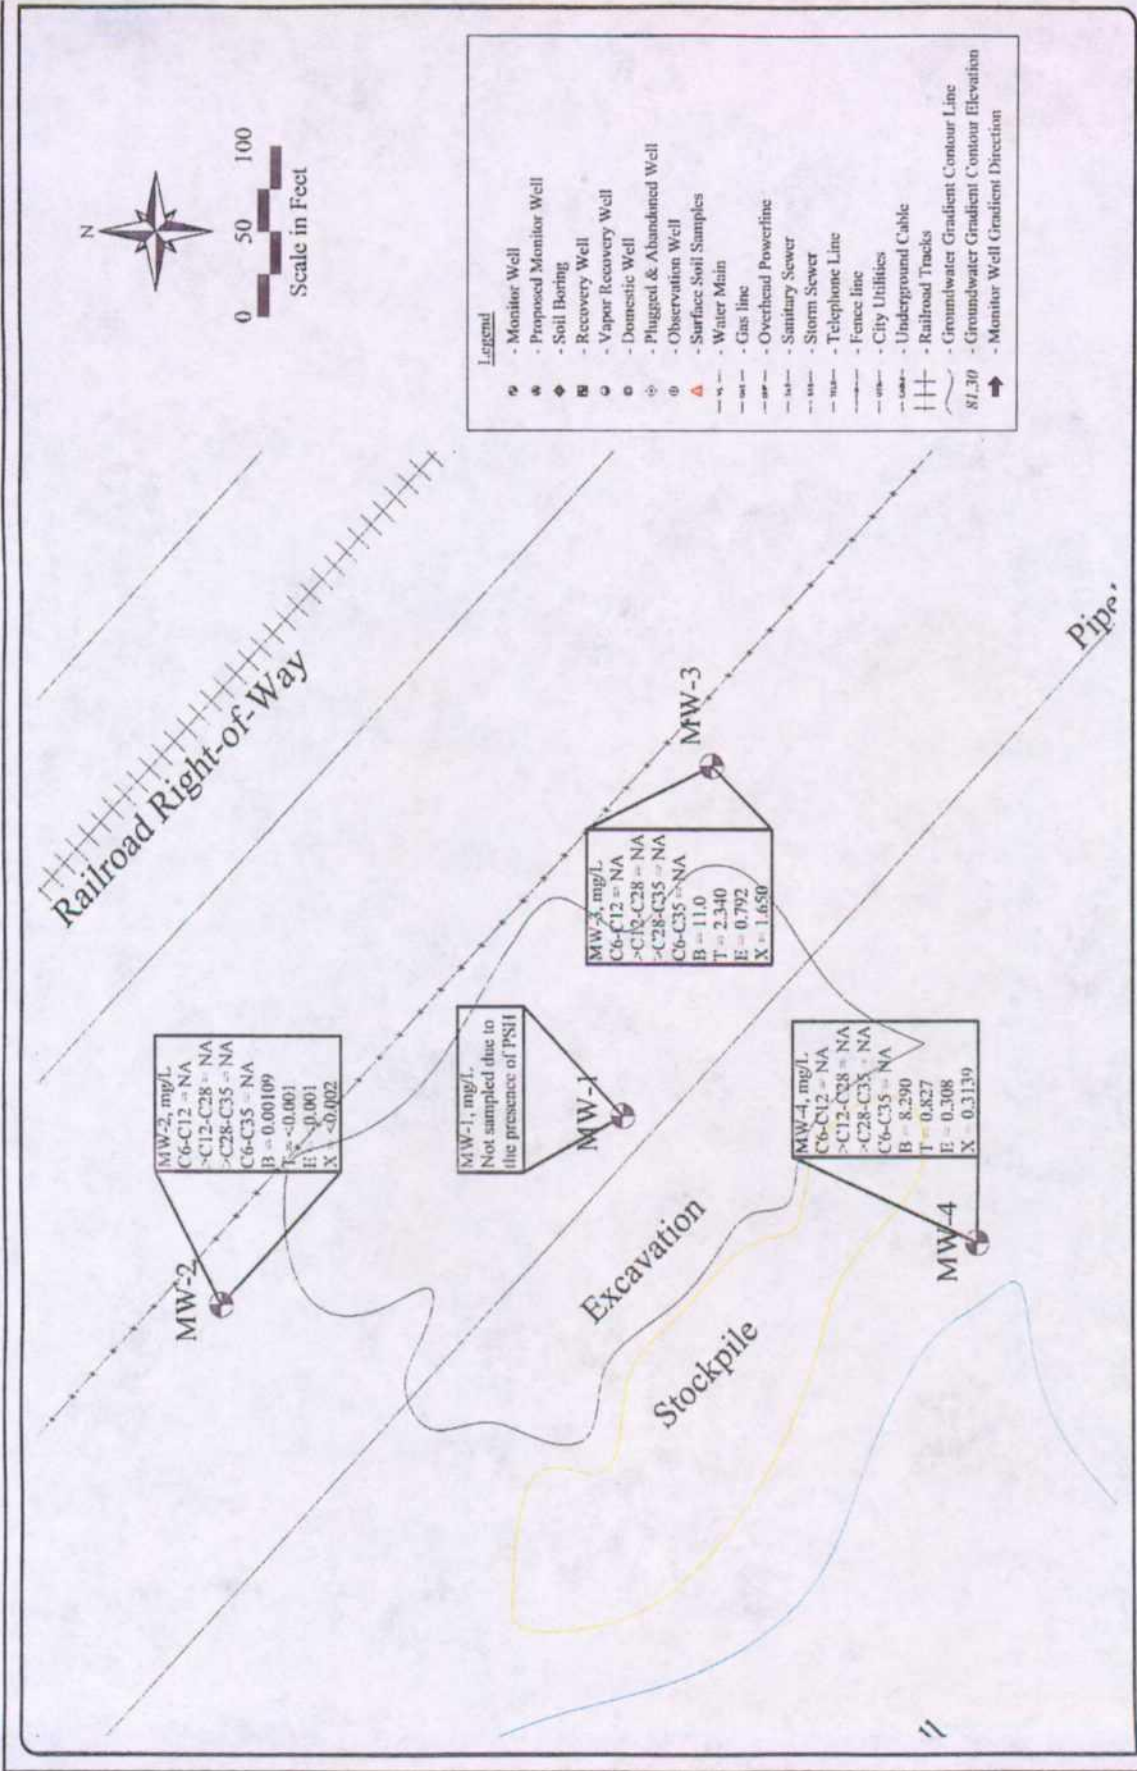 N
0 50 100
Scale in Feet
Railroad Right-of-Way
Legend
- Monitor Well
- Proposed Monitor Well
- Soil Boring
- Recovery Well
- Vapor Recovery Well
- Domestic Well
- Plugged & Abandoned Well
- Observation Well
- Surface Soil Samples
- Water Main
- Gas line
- Overhead Powerline
- Sanitary Sewer
- Storm Sewer
- Telephone Line
- Fence line
- City Utilities
- Underground Cable
- Railroad Tracks
- Groundwater Gradient Contour Line
81.30 - Groundwater Gradient Contour Elevation
- Monitor Well Gradient Direction
MW-2
MW-2, mg/L
C6-C12 = NA
>C12-C28 = NA
>C28-C35 = NA
C6-C35 = NA
B = 0.00109
T = <0.001
E = <0.001
X = <0.002
MW-1, mg/L
Not sampled due to
the presence of PSH
MW-1
MW-3
MW-3, mg/L
C6-C12 = NA
>C12-C28 = NA
>C28-C35 = NA
C6-C35 = NA
B = 11.0
T = 2.340
E = 0.792
X = 1.650
Excavation
Stockpile
MW-4, mg/L
C6-C12 = NA
>C12-C28 = NA
>C28-C35 = NA
C6-C35 = NA
B = 8.290
T = 0.827
E = 0.308
X = 0.3139
MW-4